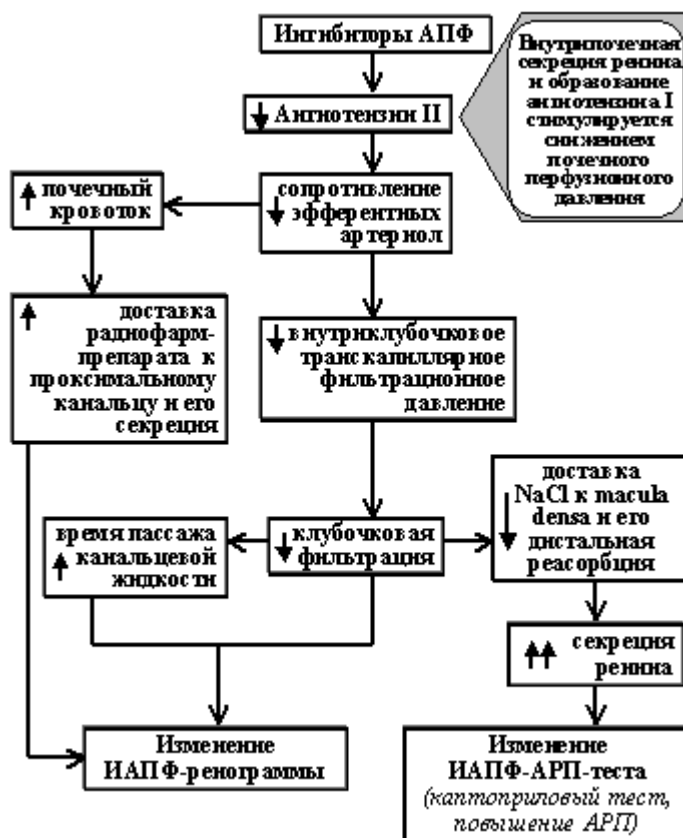 Ингибиторы АПФ
Внутрипочечная
секреция ренина
и образование
ангиотензина I
стимулируется
снижением
почечного
перфузионного
давления
↓ Ангиотензин II
сопротивление
↓ эфферентных
артериол
↑ почечный
кровоток
↑ доставка
радиофарм-
препарата к
проксимальному
канальцу и его
секреция
↓ внутриклубочковое
транскапиллярное
фильтрационное
давление
время пассажа
↑ канальцевой
жидкости
↓ клубочковая
фильтрация
доставка
NaCl к macula
↓ densa и его
дистальная
реасорбция
↑↑ секреция
ренина
Изменение
ИАПФ-ренограммы
Изменение
ИАПФ-АРП-теста
(каптоприловый тест,
повышение АРП)